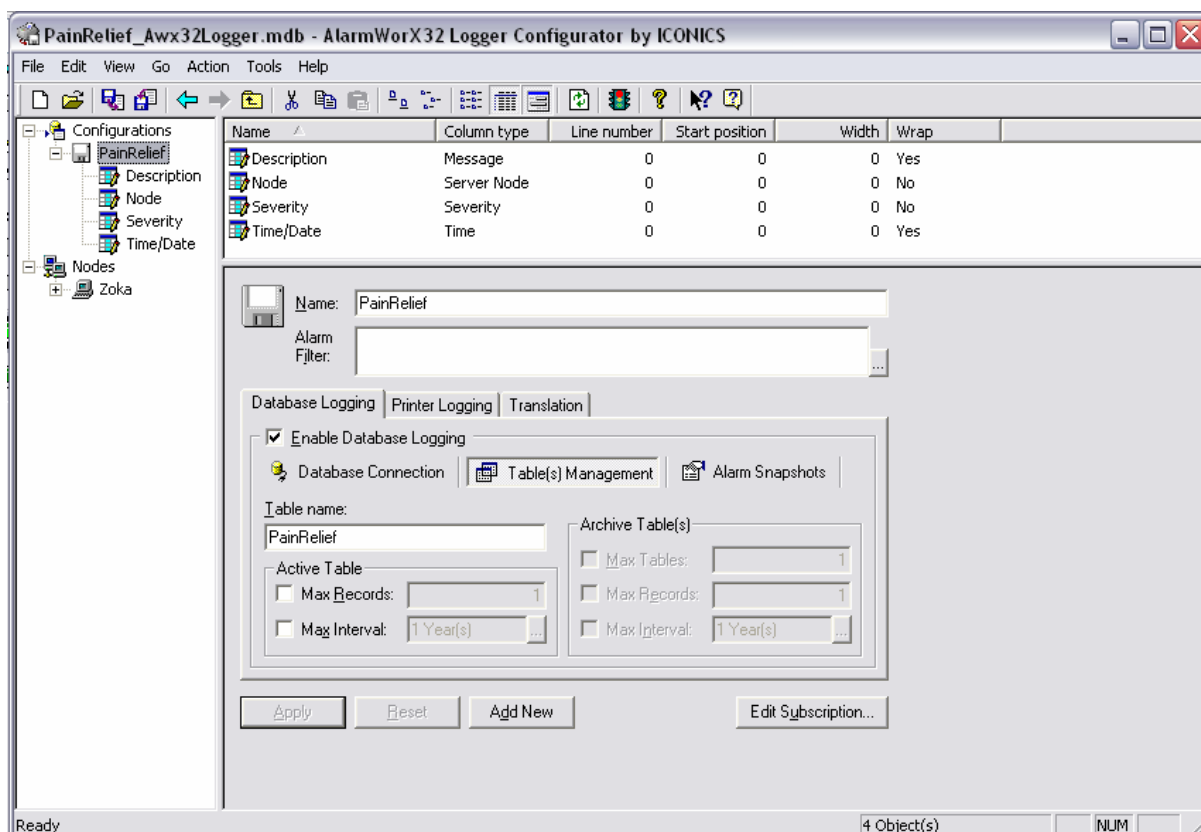 PainRelief_Awx32Logger.mdb - AlarmWorX32 Logger Configurator by ICONICS
File Edit View Go Action Tools Help
Configurations
PainRelief
Description
Node
Severity
Time/Date
Nodes
Zoka
Name Column type Line number Start position Width Wrap
Description Message 0 0 0 Yes
Node Server Node 0 0 0 No
Severity Severity 0 0 0 No
Time/Date Time 0 0 0 Yes
Name: PainRelief
Alarm
Filter:
...
Database Logging Printer Logging Translation
Enable Database Logging
Database Connection Table(s) Management Alarm Snapshots
Table name:
PainRelief
Active Table
Max Records: 1
Max Interval: 1 Year(s) ...
Archive Table(s)
Max Tables: 1
Max Records: 1
Max Interval: 1 Year(s) ...
Apply Reset Add New Edit Subscription...
Ready 4 Object(s) NUM